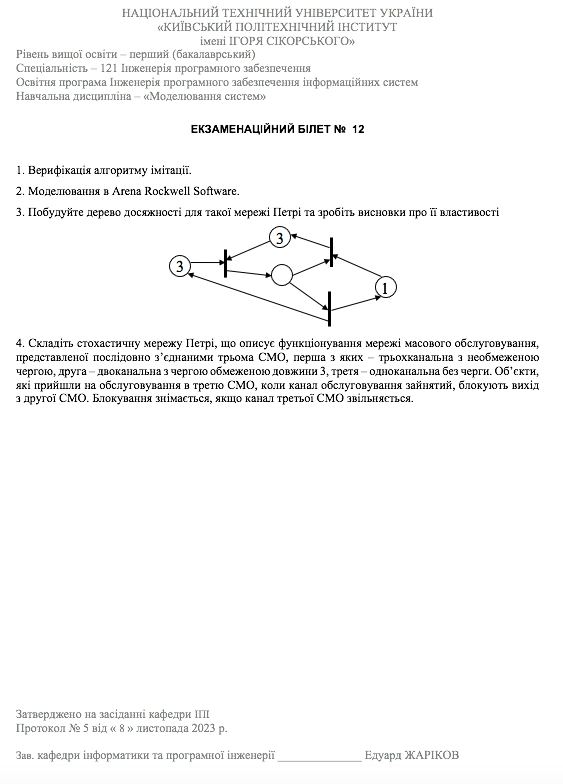 НАЦІОНАЛЬНИЙ ТЕХНІЧНИЙ УНІВЕРСИТЕТ УКРАЇНИ
«КИЇВСЬКИЙ ПОЛІТЕХНІЧНИЙ ІНСТИТУТ
імені ІГОРЯ СІКОРСЬКОГО»
Рівень вищої освіти – перший (бакалаврський)
Спеціальність – 121 Інженерія програмного забезпечення
Освітня програма Інженерія програмного забезпечення інформаційних систем
Навчальна дисципліна – «Моделювання систем»
ЕКЗАМЕНАЦІЙНИЙ БІЛЕТ № 12
1. Верифікація алгоритму імітації.
2. Моделювання в Arena Rockwell Software.
3. Побудуйте дерево досяжності для такої мережі Петрі та зробіть висновки про її властивості
3
3
1
4. Складіть стохастичну мережу Петрі, що описує функціонування мережі масового обслуговування,
представленої послідовно з’єднаними трьома СМО, перша з яких – трьохканальна з необмеженою
чергою, друга – двоканальна з чергою обмеженою довжини 3, третя – одноканальна без черги. Об’єкти,
які прийшли на обслуговування в третю СМО, коли канал обслуговування зайнятий, блокують вихід
з другої СМО. Блокування знімається, якщо канал третьої СМО звільняється.
Затверджено на засіданні кафедри ІПІ
Протокол № 5 від « 8 » листопада 2023 р.
Зав. кафедри інформатики та програмної інженерії ______________ Едуард ЖАРІКОВ